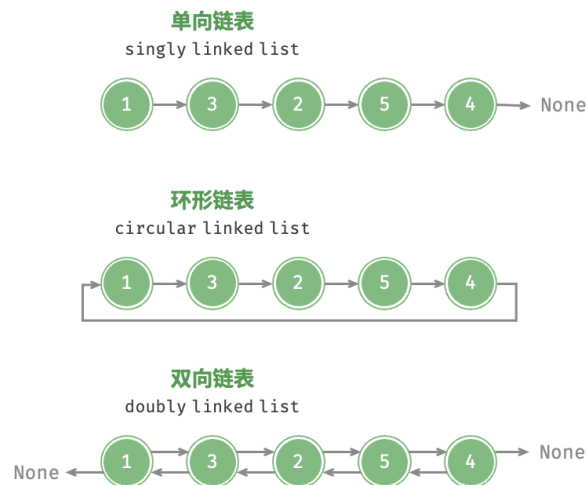 单向链表
singly linked list
1 3 2 5 4 None
环形链表
circular linked list
1 3 2 5 4
双向链表
doubly linked list
None 1 3 2 5 4 None